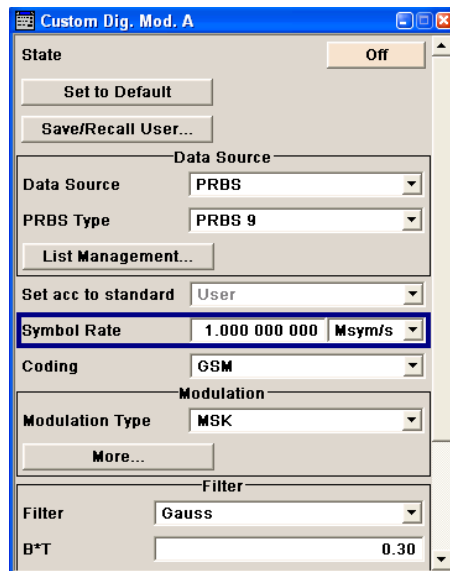 Custom Dig. Mod. A
State Off
Set to Default
Save/Recall User...
Data Source
Data Source PRBS
PRBS Type PRBS 9
List Management...
Set acc to standard User
Symbol Rate 1.000 000 000 Msym/s
Coding GSM
Modulation
Modulation Type MSK
More...
Filter
Filter Gauss
B*T 0.30